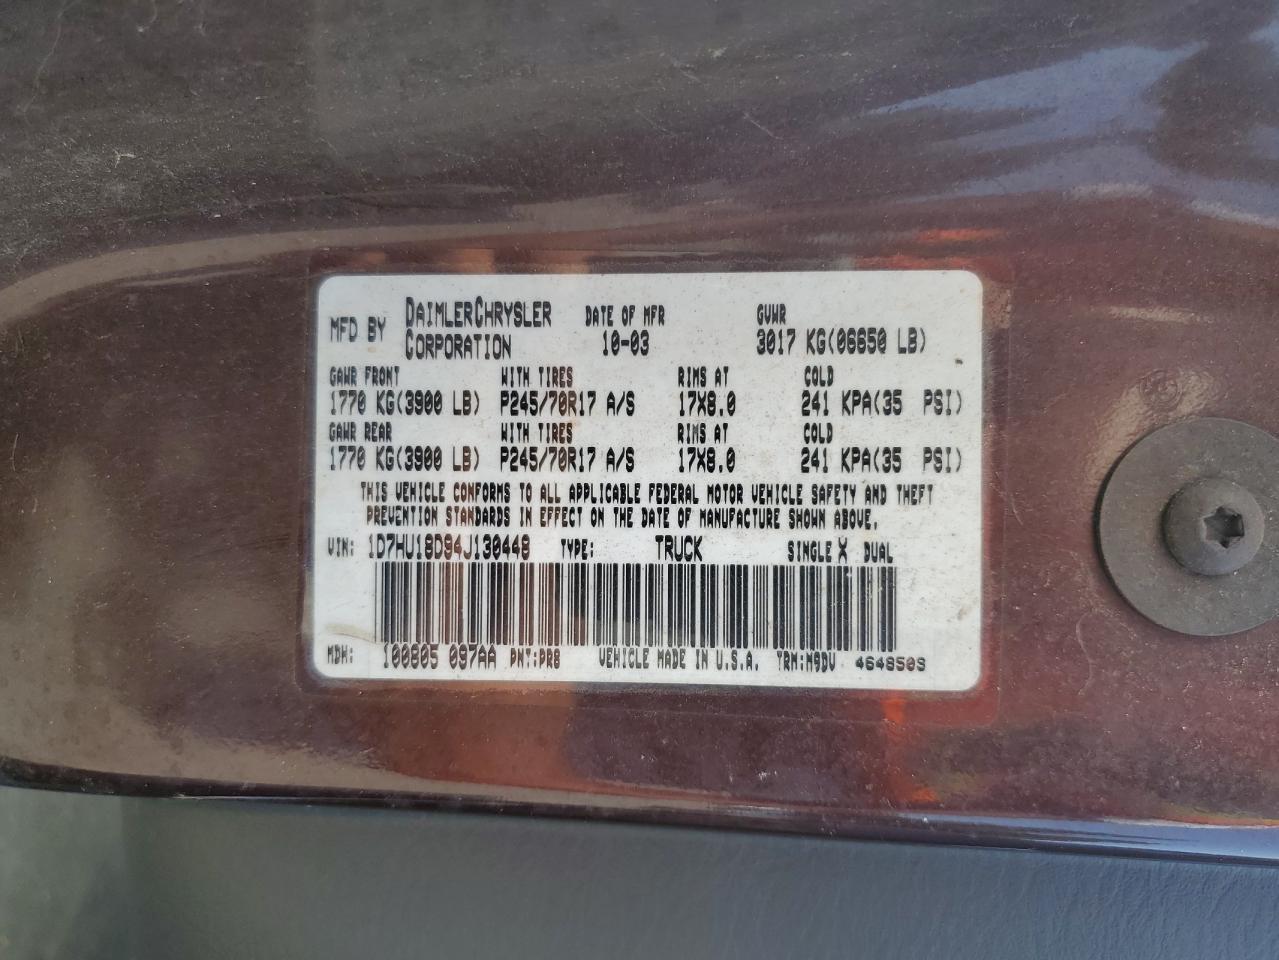 MFD BY DAIMLERCHRYSLER CORPORATION DATE OF MFR 10-03 GVWR 3017 KG(06650 LB)
GAWR FRONT WITH TIRES RIMS AT COLD
1770 KG(3900 LB) P245/70R17 A/S 17X8.0 241 KPA(35 PSI)
GAWR REAR WITH TIRES RIMS AT COLD
1770 KG(3900 LB) P245/70R17 A/S 17X8.0 241 KPA(35 PSI)
THIS VEHICLE CONFORMS TO ALL APPLICABLE FEDERAL MOTOR VEHICLE SAFETY AND THEFT
PREVENTION STANDARDS IN EFFECT ON THE DATE OF MANUFACTURE SHOWN ABOVE.
VIN: 1D7HU18D94J130448 TYPE: TRUCK SINGLE X DUAL
MDH: 100805 097AA PNT:PR8 VEHICLE MADE IN U.S.A. TRM:M9DV 4648509